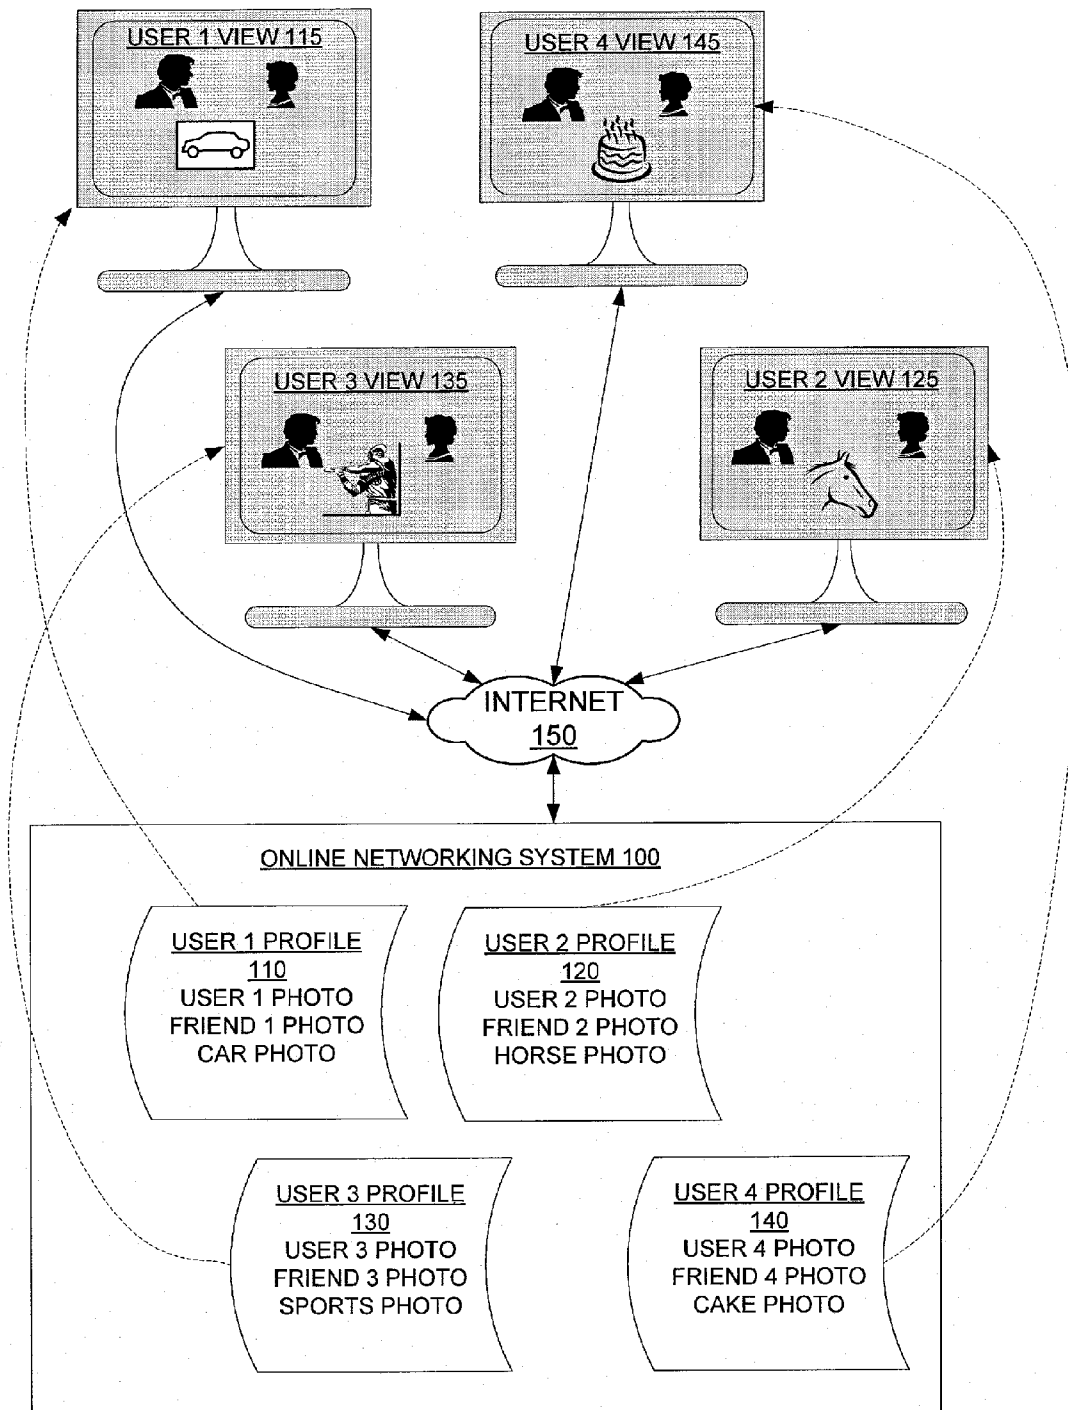 USER 1 VIEW 115
USER 4 VIEW 145
USER 3 VIEW 135
USER 2 VIEW 125
INTERNET
150
ONLINE NETWORKING SYSTEM 100
USER 1 PROFILE
110
USER 1 PHOTO
FRIEND 1 PHOTO
CAR PHOTO
USER 2 PROFILE
120
USER 2 PHOTO
FRIEND 2 PHOTO
HORSE PHOTO
USER 3 PROFILE
130
USER 3 PHOTO
FRIEND 3 PHOTO
SPORTS PHOTO
USER 4 PROFILE
140
USER 4 PHOTO
FRIEND 4 PHOTO
CAKE PHOTO